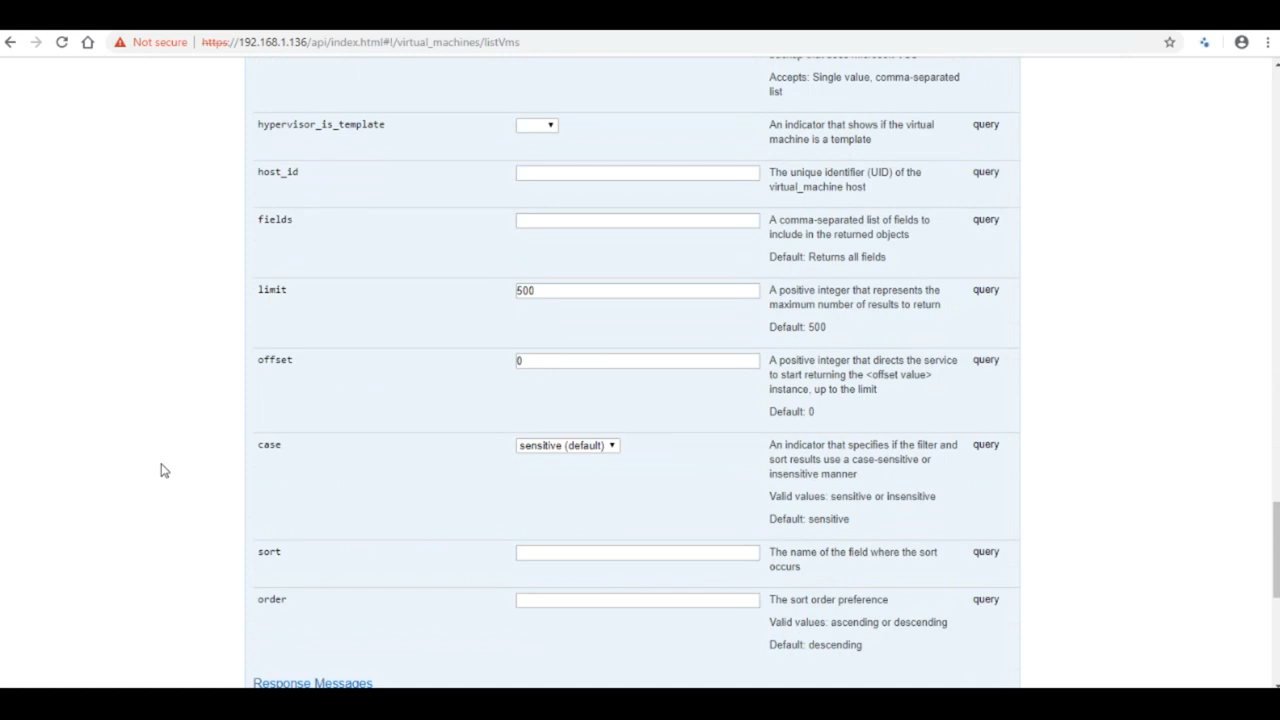 Not secure https://192.168.1.136/api/index.html#!/virtual_machines/listVms
Accepts: Single value, comma-separated
list
hypervisor_is_template
An indicator that shows if the virtual
machine is a template
query
host_id
The unique identifier (UID) of the
virtual_machine host
query
fields
A comma-separated list of fields to
include in the returned objects
Default: Returns all fields
query
limit
500
A positive integer that represents the
maximum number of results to return
Default: 500
query
offset
0
A positive integer that directs the service
to start returning the <offset value>
instance, up to the limit
Default: 0
query
case
sensitive (default)
An indicator that specifies if the filter and
sort results use a case-sensitive or
insensitive manner
Valid values: sensitive or insensitive
Default: sensitive
query
sort
The name of the field where the sort
occurs
query
order
The sort order preference
Valid values: ascending or descending
Default: descending
query
Response Messages